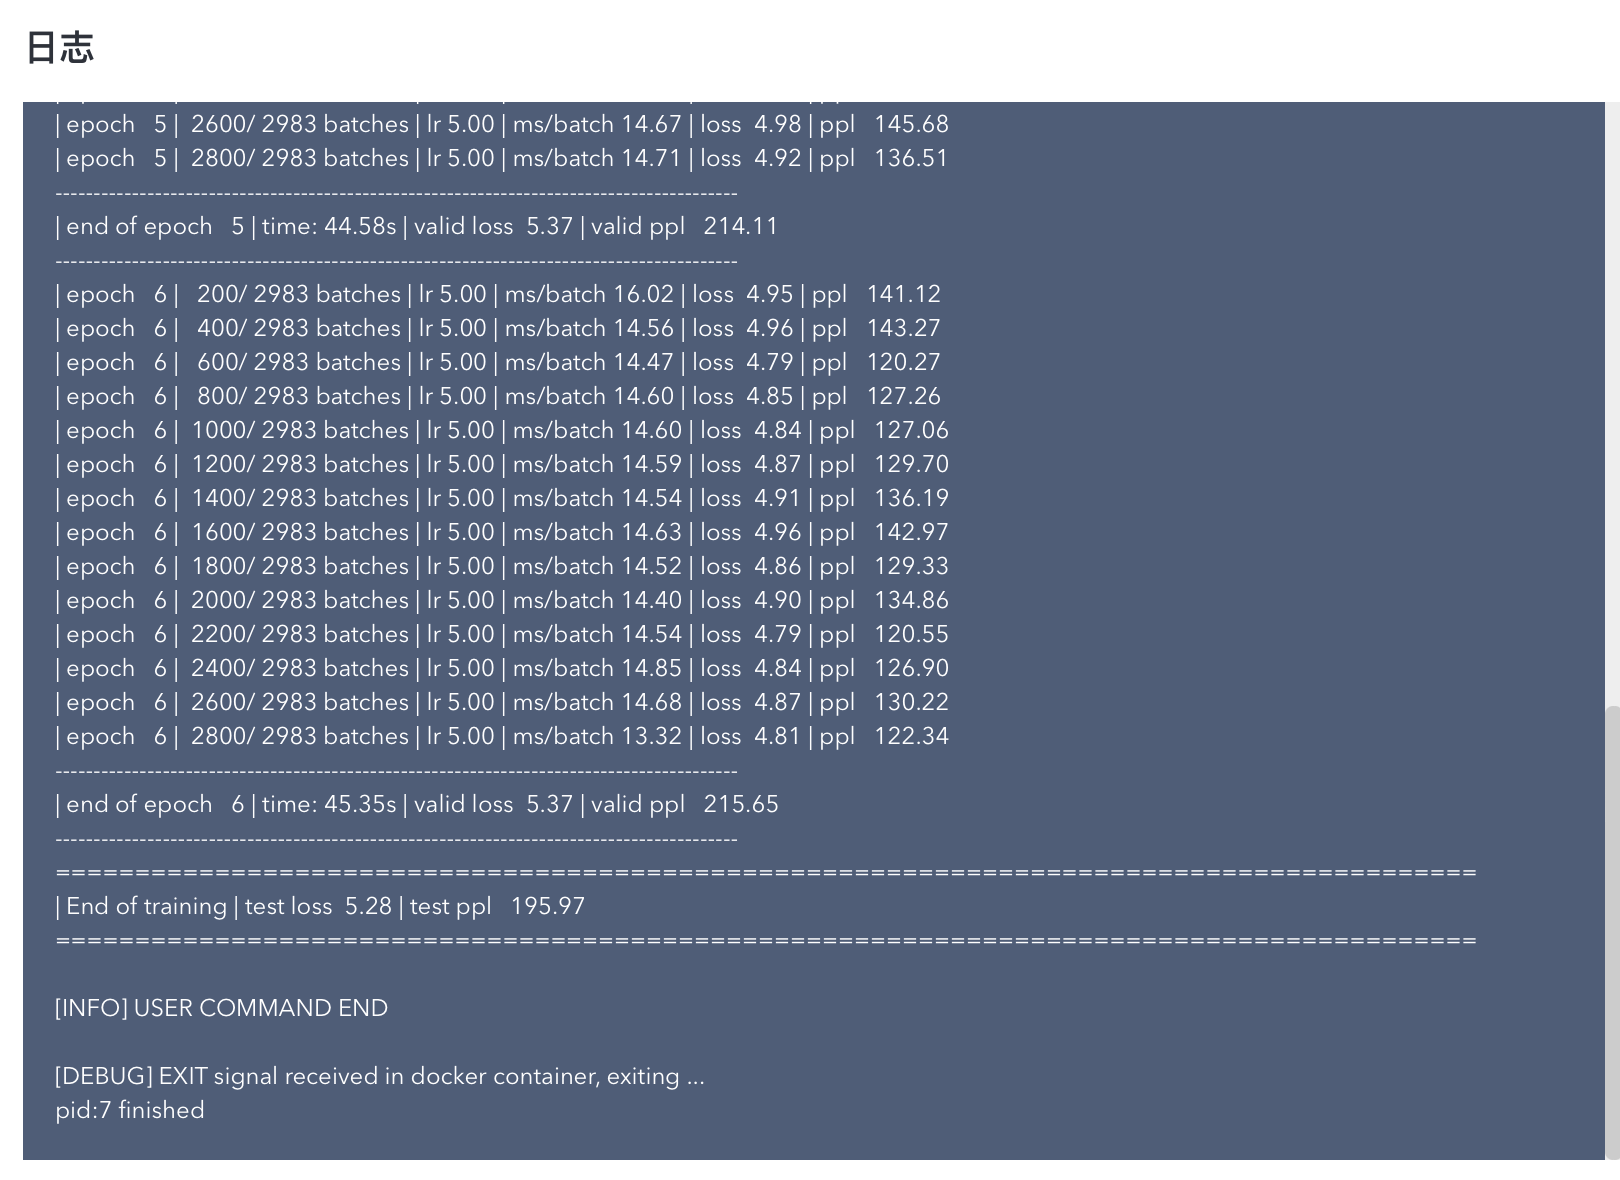 日志
| epoch   5 |  2600/ 2983 batches | lr 5.00 | ms/batch 14.67 | loss  4.98 | ppl   145.68
| epoch   5 |  2800/ 2983 batches | lr 5.00 | ms/batch 14.71 | loss  4.92 | ppl   136.51
-----------------------------------------------------------------------------------------
| end of epoch   5 | time: 44.58s | valid loss  5.37 | valid ppl   214.11
-----------------------------------------------------------------------------------------
| epoch   6 |   200/ 2983 batches | lr 5.00 | ms/batch 16.02 | loss  4.95 | ppl   141.12
| epoch   6 |   400/ 2983 batches | lr 5.00 | ms/batch 14.56 | loss  4.96 | ppl   143.27
| epoch   6 |   600/ 2983 batches | lr 5.00 | ms/batch 14.47 | loss  4.79 | ppl   120.27
| epoch   6 |   800/ 2983 batches | lr 5.00 | ms/batch 14.60 | loss  4.85 | ppl   127.26
| epoch   6 |  1000/ 2983 batches | lr 5.00 | ms/batch 14.60 | loss  4.84 | ppl   127.06
| epoch   6 |  1200/ 2983 batches | lr 5.00 | ms/batch 14.59 | loss  4.87 | ppl   129.70
| epoch   6 |  1400/ 2983 batches | lr 5.00 | ms/batch 14.54 | loss  4.91 | ppl   136.19
| epoch   6 |  1600/ 2983 batches | lr 5.00 | ms/batch 14.63 | loss  4.96 | ppl   142.97
| epoch   6 |  1800/ 2983 batches | lr 5.00 | ms/batch 14.52 | loss  4.86 | ppl   129.33
| epoch   6 |  2000/ 2983 batches | lr 5.00 | ms/batch 14.40 | loss  4.90 | ppl   134.86
| epoch   6 |  2200/ 2983 batches | lr 5.00 | ms/batch 14.54 | loss  4.79 | ppl   120.55
| epoch   6 |  2400/ 2983 batches | lr 5.00 | ms/batch 14.85 | loss  4.84 | ppl   126.90
| epoch   6 |  2600/ 2983 batches | lr 5.00 | ms/batch 14.68 | loss  4.87 | ppl   130.22
| epoch   6 |  2800/ 2983 batches | lr 5.00 | ms/batch 13.32 | loss  4.81 | ppl   122.34
-----------------------------------------------------------------------------------------
| end of epoch   6 | time: 45.35s | valid loss  5.37 | valid ppl   215.65
-----------------------------------------------------------------------------------------
=========================================================================================
| End of training | test loss  5.28 | test ppl   195.97
=========================================================================================
[INFO] USER COMMAND END
[DEBUG] EXIT signal received in docker container, exiting ...
pid:7 finished